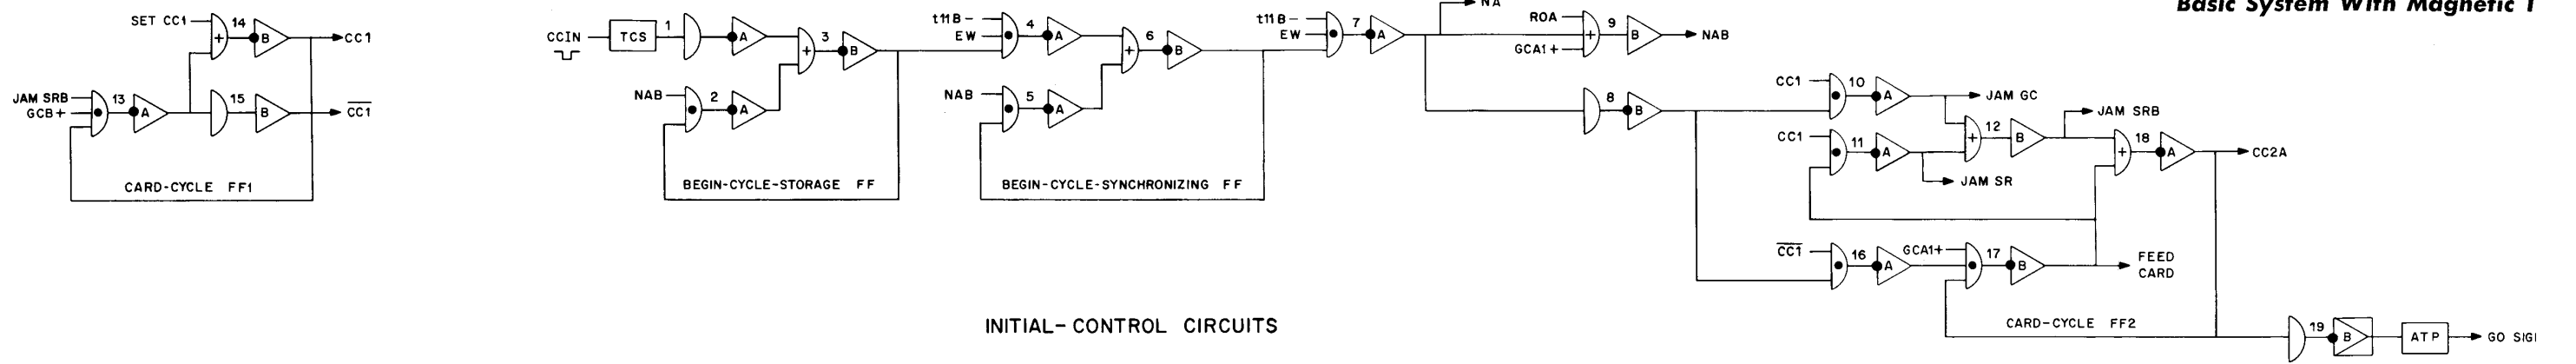 Basic System With Magnetic T
SET CC1
14
+
B
CC1
JAM SRB
GCB+
13
A
15
B
CC1
CARD-CYCLE FF1
CCIN
TCS
1
A
3
+
B
NAB
2
A
BEGIN-CYCLE-STORAGE FF
t11B-
EW
4
A
6
+
B
NAB
5
A
BEGIN-CYCLE-SYNCHRONIZING FF
t11B-
EW
7
A
NA
ROA
GCA1+
9
+
B
NAB
8
B
CC1
10
A
JAM GC
CC1
11
A
JAM SR
12
+
B
JAM SRB
18
+
A
CC2A
CC1
16
A
GCA1+
17
B
FEED
CARD
CARD-CYCLE FF2
19
B
ATP
GO SIGI
INITIAL-CONTROL CIRCUITS